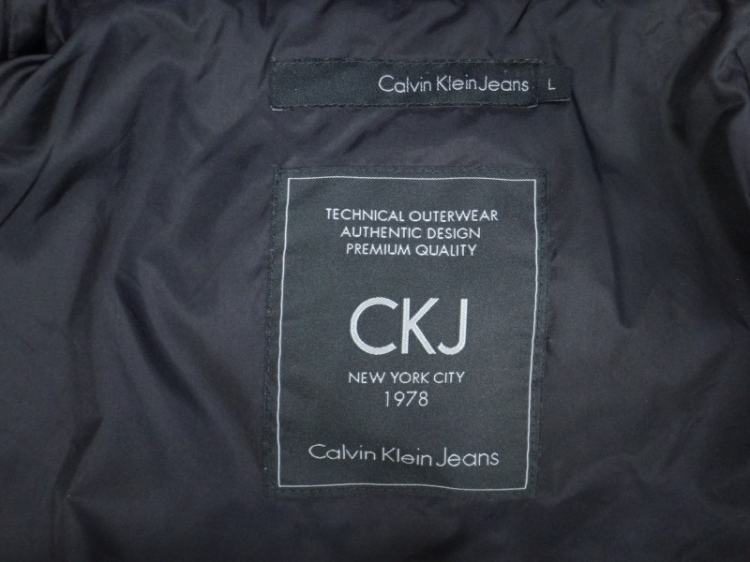 Calvin Klein Jeans L
TECHNICAL OUTERWEAR
AUTHENTIC DESIGN
PREMIUM QUALITY
CKJ
NEW YORK CITY
1978
Calvin Klein Jeans